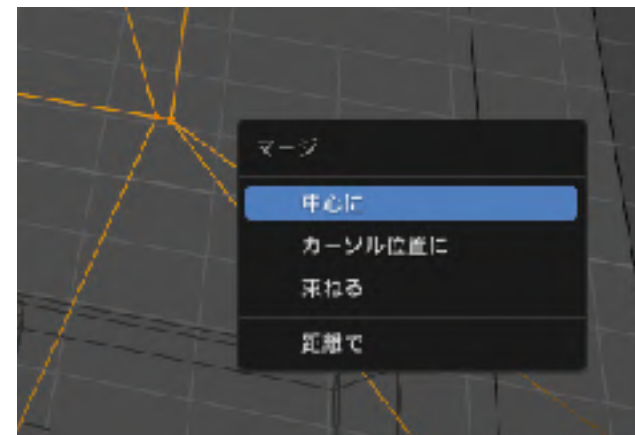 マージ
中心に
カーソル位置に
束ねる
距離で